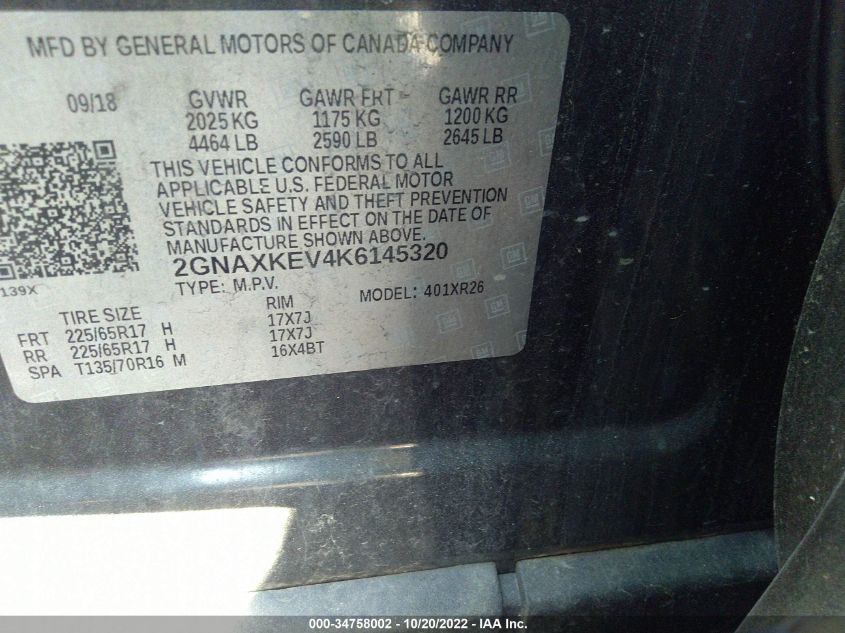 MFD BY GENERAL MOTORS OF CANADA COMPANY
09/18 GVWR GAWR FRT GAWR RR
2025 KG 1175 KG 1200 KG
4464 LB 2590 LB 2645 LB
THIS VEHICLE CONFORMS TO ALL
APPLICABLE U.S. FEDERAL MOTOR
VEHICLE SAFETY AND THEFT PREVENTION
STANDARDS IN EFFECT ON THE DATE OF
MANUFACTURE SHOWN ABOVE.
2GNAXKEV4K6145320
139X
TYPE: M.P.V. MODEL: 401XR26
TIRE SIZE RIM
FRT 225/65R17 H 17X7J
RR 225/65R17 H 17X7J
SPA T135/70R16 M 16X4BT
000-34758002 - 10/20/2022 - IAA Inc.